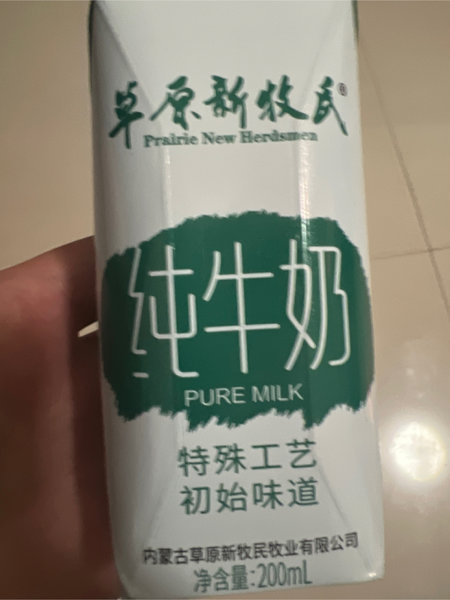 草原新牧民®
Prairie New Herdsmen
纯牛奶
PURE MILK
特殊工艺
初始味道
内蒙古草原新牧民牧业有限公司
净含量:200mL